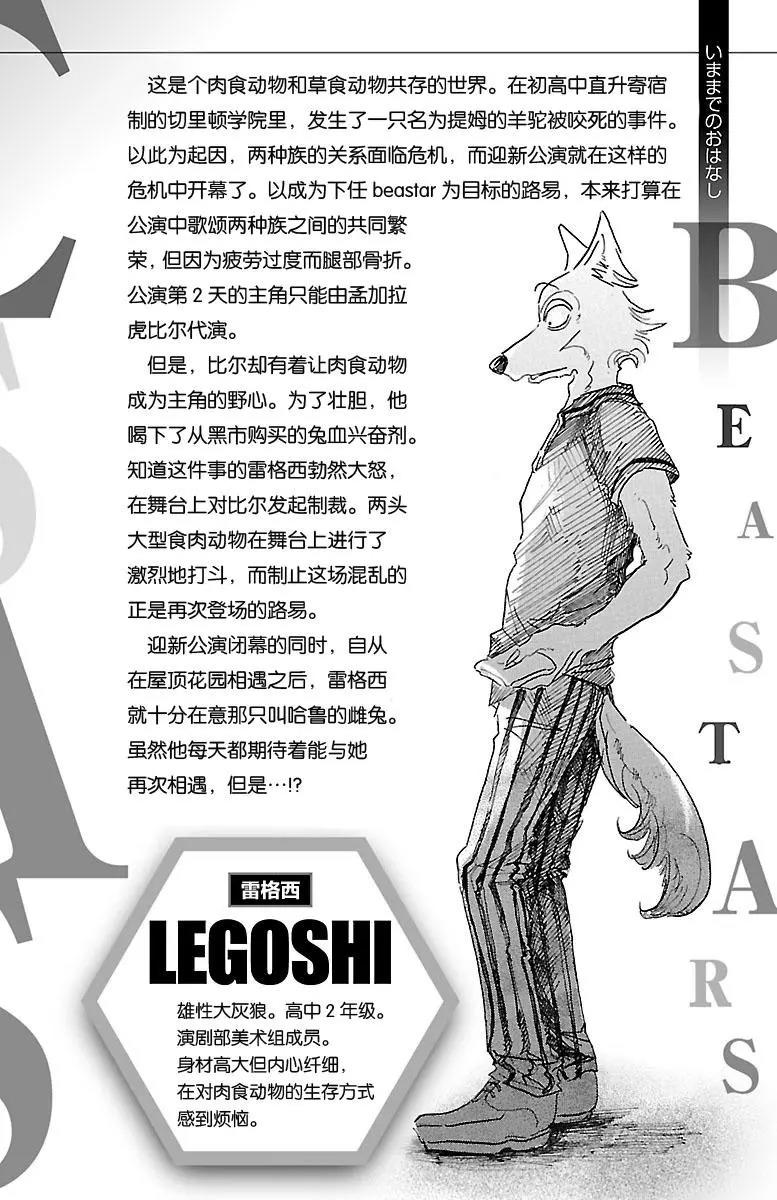 いままでのおはなし
这是个肉食动物和草食动物共存的世界。在初高中直升寄宿
制的切里顿学院里，发生了一只名为提姆的羊驼被咬死的事件。
以此为起因，两种族的关系面临危机，而迎新公演就在这样的
危机中开幕了。以成为下任 beastar 为目标的路易，本来打算在
公演中歌颂两种族之间的共同繁
荣，但因为疲劳过度而腿部骨折。
公演第 2 天的主角只能由孟加拉
虎比尔代演。
但是，比尔却有着让肉食动物
成为主角的野心。为了壮胆，他
喝下了从黑市购买的兔血兴奋剂。
知道这件事的雷格西勃然大怒，
在舞台上对比尔发起制裁。两头
大型食肉动物在舞台上进行了
激烈地打斗，而制止这场混乱的
正是再次登场的路易。
迎新公演闭幕的同时，自从
在屋顶花园相遇之后，雷格西
就十分在意那只叫哈鲁的雌兔。
虽然他每天都期待着能与她
再次相遇，但是…!?
BEASTARS
雷格西
LEGOSHI
雄性大灰狼。高中 2 年级。
演剧部美术组成员。
身材高大但内心纤细，
在对肉食动物的生存方式
感到烦恼。